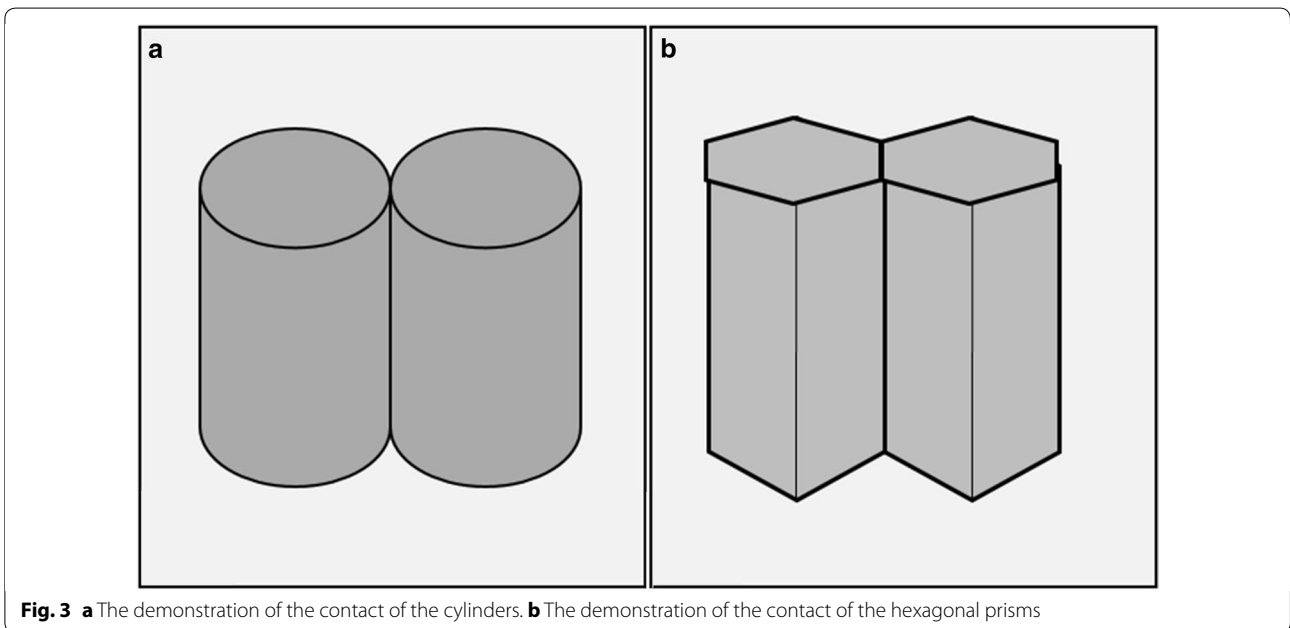 a
b
Fig. 3 a The demonstration of the contact of the cylinders. b The demonstration of the contact of the hexagonal prisms